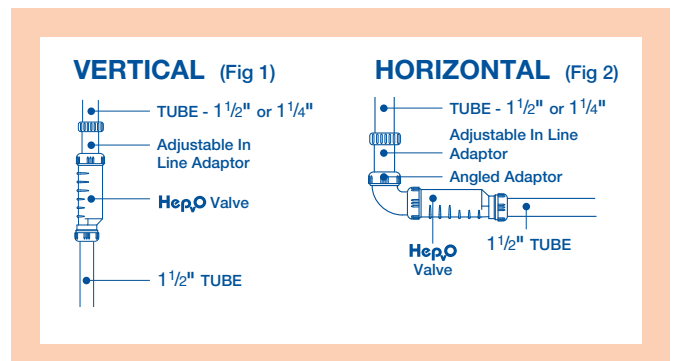 VERTICAL (Fig 1)
TUBE - 1 1/2" or 1 1/4"
Adjustable In
Line Adaptor
HepvO Valve
1 1/2" TUBE
HORIZONTAL (Fig 2)
TUBE - 1 1/2" or 1 1/4"
Adjustable In Line
Adaptor
Angled Adaptor
HepvO
Valve
1 1/2" TUBE